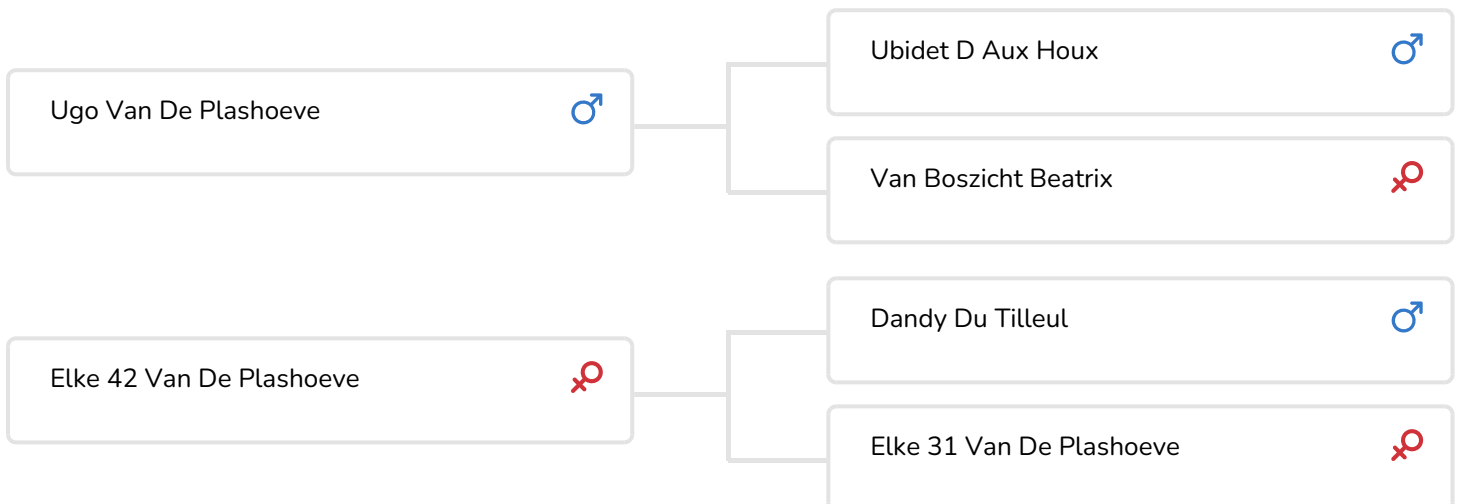 Ubidet D Aux Houx
Ugo Van De Plashoeve
Van Boszicht Beatrix
Dandy Du Tilleul
Elke 42 Van De Plashoeve
Elke 31 Van De Plashoeve